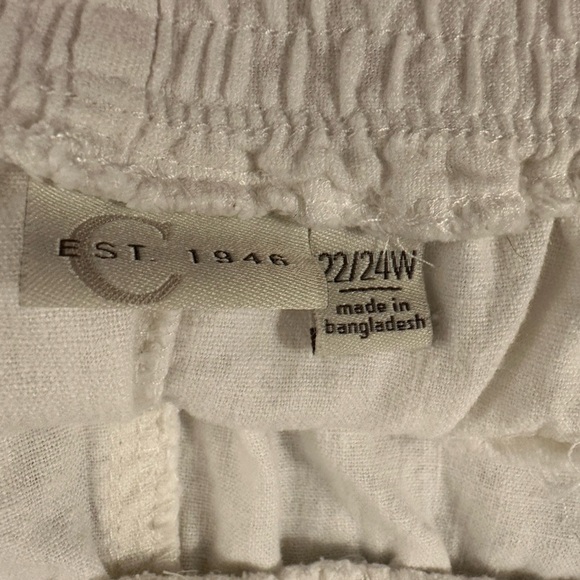 C
EST. 1946
22/24W
made in
bangladesh